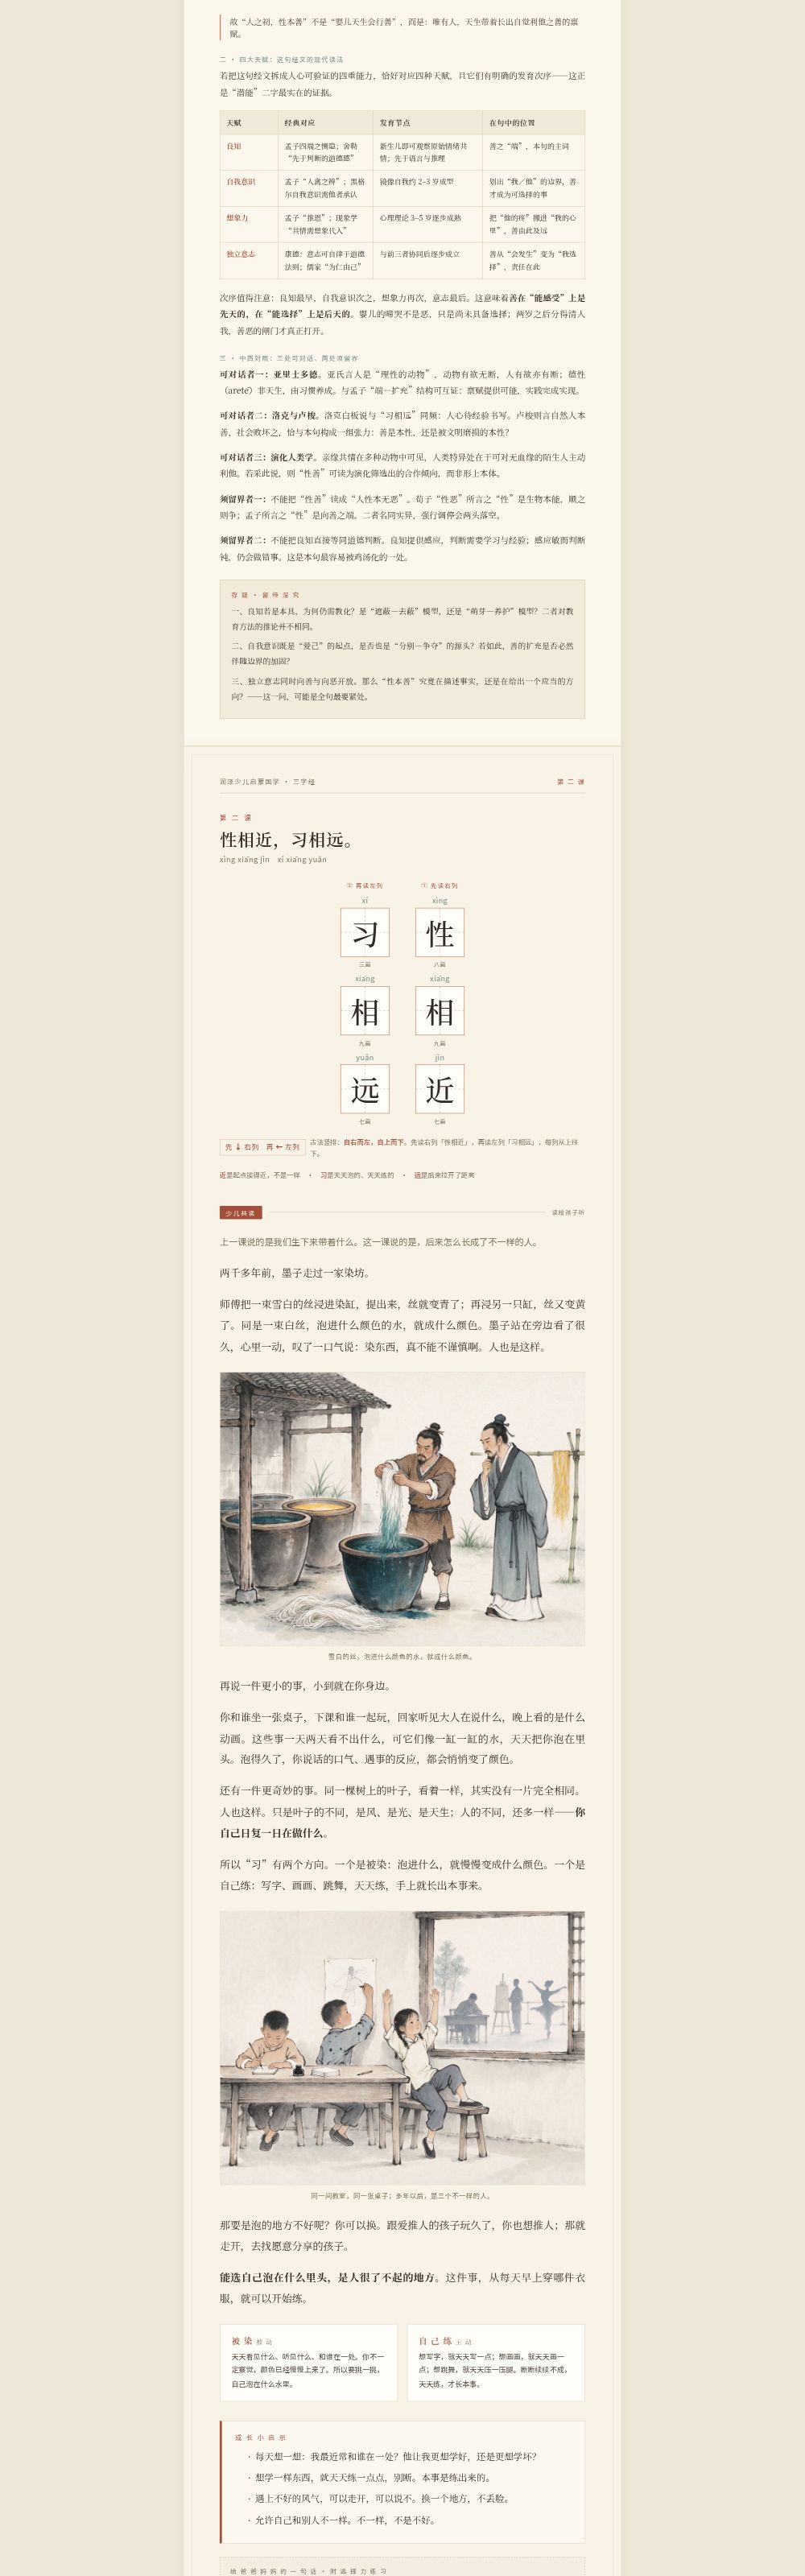 故“人之初，性本善”不是“婴儿天生会行善”，而是：唯有人，天生带着长出自觉利他之善的禀
赋。
二 · 四大天赋：这句经文的现代读法
若把这句经文拆成人心可验证的四重能力，恰好对应四种天赋，且它们有明确的发育次序——这正
是“潜能”二字最实在的证据。
天赋 经典对应 发育节点 在句中的位置
良知 孟子四端之恻隐；舍勒 新生儿即可观察原始情绪共 善之“端”，本句的主词
“先于判断的道德感” 情；先于语言与推理
自我意识 孟子“人禽之辨”；黑格 镜像自我约 2–3 岁成型 划出“我／他”的边界，善
尔自我意识需他者承认 才成为可选择的事
想象力 孟子“推恩”；现象学 心理理论 3–5 岁逐步成熟 把“他的疼”搬进“我的心
“共情需想象代入” 里”，善由此及远
独立意志 康德：意志可自律于道德 与前三者协同后逐步成立 善从“会发生”变为“我选
法则；儒家“为仁由己” 择”，责任在此
次序值得注意：良知最早，自我意识次之，想象力再次，意志最后。这意味着善在“能感受”上是
先天的，在“能选择”上是后天的。婴儿的啼哭不是恶，只是尚未具备选择；两岁之后分得清人
我，善恶的闸门才真正打开。
三 · 中西对照：三处可对话、两处须留界
可对话者一：亚里士多德。亚氏言人是“理性的动物”，动物有欲无断，人有欲亦有断；德性
（aretē）非天生，由习惯养成。与孟子“端—扩充”结构可互证：禀赋提供可能，实践完成实现。
可对话者二：洛克与卢梭。洛克白板说与“习相远”同频：人心待经验书写。卢梭则言自然人本
善、社会败坏之，恰与本句构成一组张力：善是本性，还是被文明磨损的本性？
可对话者三：演化人类学。亲缘共情在多种动物中可见，人类特异处在于可对无血缘的陌生人主动
利他。若采此说，则“性善”可读为演化筛选出的合作倾向，而非形上本体。
须留界者一：不能把“性善”读成“人性本无恶”。荀子“性恶”所言之“性”是生物本能，顺之
则争；孟子所言之“性”是向善之端。二者名同实异，强行调停会两头落空。
须留界者二：不能把良知直接等同道德判断。良知提供感应，判断需要学习与经验；感应敏而判断
钝，仍会做错事。这是本句最容易被鸡汤化的一处。
存疑 · 留待深究
一、良知若是本具，为何仍需教化？是“遮蔽—去蔽”模型，还是“萌芽—养护”模型？二者对教
育方法的推论并不相同。
二、自我意识既是“爱己”的起点，是否也是“分别—争夺”的源头？若如此，善的扩充是否必然
伴随边界的加固？
三、独立意志同时向善与向恶开放。那么“性本善”究竟在描述事实，还是在给出一个应当的方
向？——这一问，可能是全句最要紧处。
润泽少儿启蒙国学 · 三字经 第二课
第二课
性相近，习相远。
xìng xiāng jìn xí xiāng yuǎn
② 再读左列 ① 先读右列
xí xìng
习 性
三画 八画
xiāng xiāng
相 相
九画 九画
yuǎn jìn
远 近
七画 七画
先 ↓ 右列 再 ← 左列 古法竖排：自右而左，自上而下。先读右列「性相近」，再读左列「习相远」，每列从上往
下。
近是起点挨得近，不是一样 · 习是天天泡的、天天练的 · 远是后来拉开了距离
少儿共读 读给孩子听
上一课说的是我们生下来带着什么。这一课说的是，后来怎么长成了不一样的人。
两千多年前，墨子走过一家染坊。
师傅把一束雪白的丝浸进染缸，提出来，丝就变青了；再浸另一只缸，丝又变黄
了。同是一束白丝，泡进什么颜色的水，就成什么颜色。墨子站在旁边看了很
久，心里一动，叹了一口气说：染东西，真不能不谨慎啊。人也是这样。
雪白的丝，泡进什么颜色的水，就成什么颜色。
再说一件更小的事，小到就在你身边。
你和谁坐一张桌子，下课和谁一起玩，回家听见大人在说什么，晚上看的是什么
动画。这些事一天两天看不出什么，可它们像一缸一缸的水，天天把你泡在里
头。泡得久了，你说话的口气、遇事的反应，都会悄悄变了颜色。
还有一件更奇妙的事。同一棵树上的叶子，看着一样，其实没有一片完全相同。
人也这样。只是叶子的不同，是风、是光、是天生；人的不同，还多一样——你
自己日复一日在做什么。
所以“习”有两个方向。一个是被染：泡进什么，就慢慢变成什么颜色。一个是
自己练：写字、画画、跳舞，天天练，手上就长出本事来。
同一间教室，同一张桌子；多年以后，是三个不一样的人。
那要是泡的地方不好呢？你可以换。跟爱推人的孩子玩久了，你也想推人；那就
走开，去找愿意分享的孩子。
能选自己泡在什么里头，是人很了不起的地方。这件事，从每天早上穿哪件衣
服，就可以开始练。
被染 被动
天天看见什么、听见什么、和谁在一处。你不一
定察觉，颜色已经慢慢上来了。所以要挑一挑，
自己泡在什么水里。
自己练 主动
想写字，就天天写一点；想画画，就天天画一
点；想跳舞，就天天压一压腿。断断续续不成，
天天练，才长本事。
成长小启示
· 每天想一想：我最近常和谁在一处？他让我更想学好，还是更想学坏？
· 想学一样东西，就天天练一点点，别断。本事是练出来的。
· 遇上不好的风气，可以走开，可以说不。换一个地方，不丢脸。
· 允许自己和别人不一样。不一样，不是不好。
给爸爸妈妈的一句话 · 附选择力练习